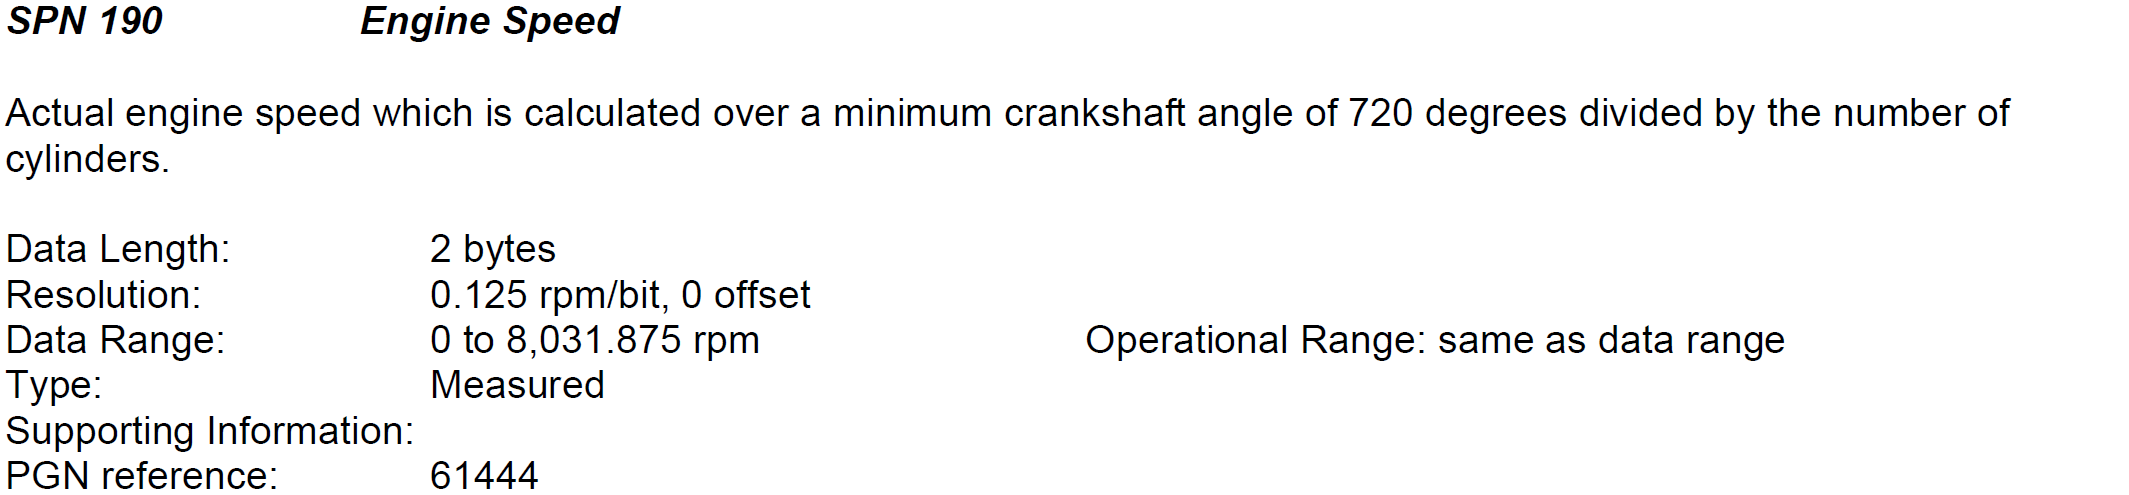 SPN 190 Engine Speed
Actual engine speed which is calculated over a minimum crankshaft angle of 720 degrees divided by the number of
cylinders.
Data Length: 2 bytes
Resolution: 0.125 rpm/bit, 0 offset
Data Range: 0 to 8,031.875 rpm Operational Range: same as data range
Type: Measured
Supporting Information:
PGN reference: 61444